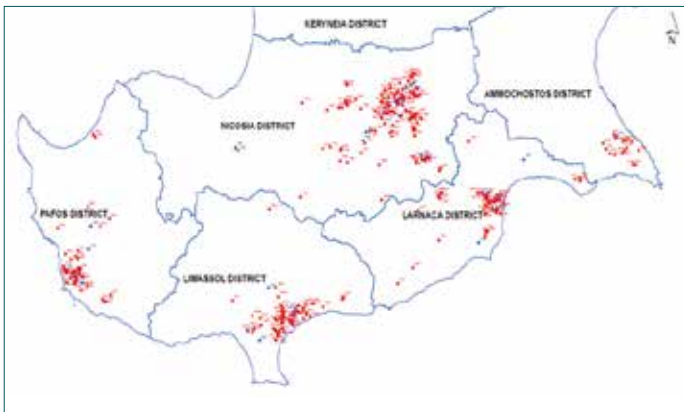 KERYNEIA DISTRICT
AMMOCHOSTOS DISTRICT
NICOSIA DISTRICT
PAFOS DISTRICT
LARNACA DISTRICT
LIMASSOL DISTRICT